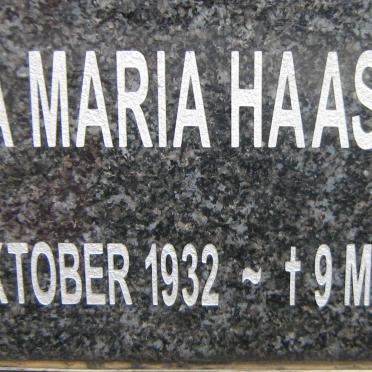 A MARIA HAAS
KTOBER 1932 ~ † 9 M